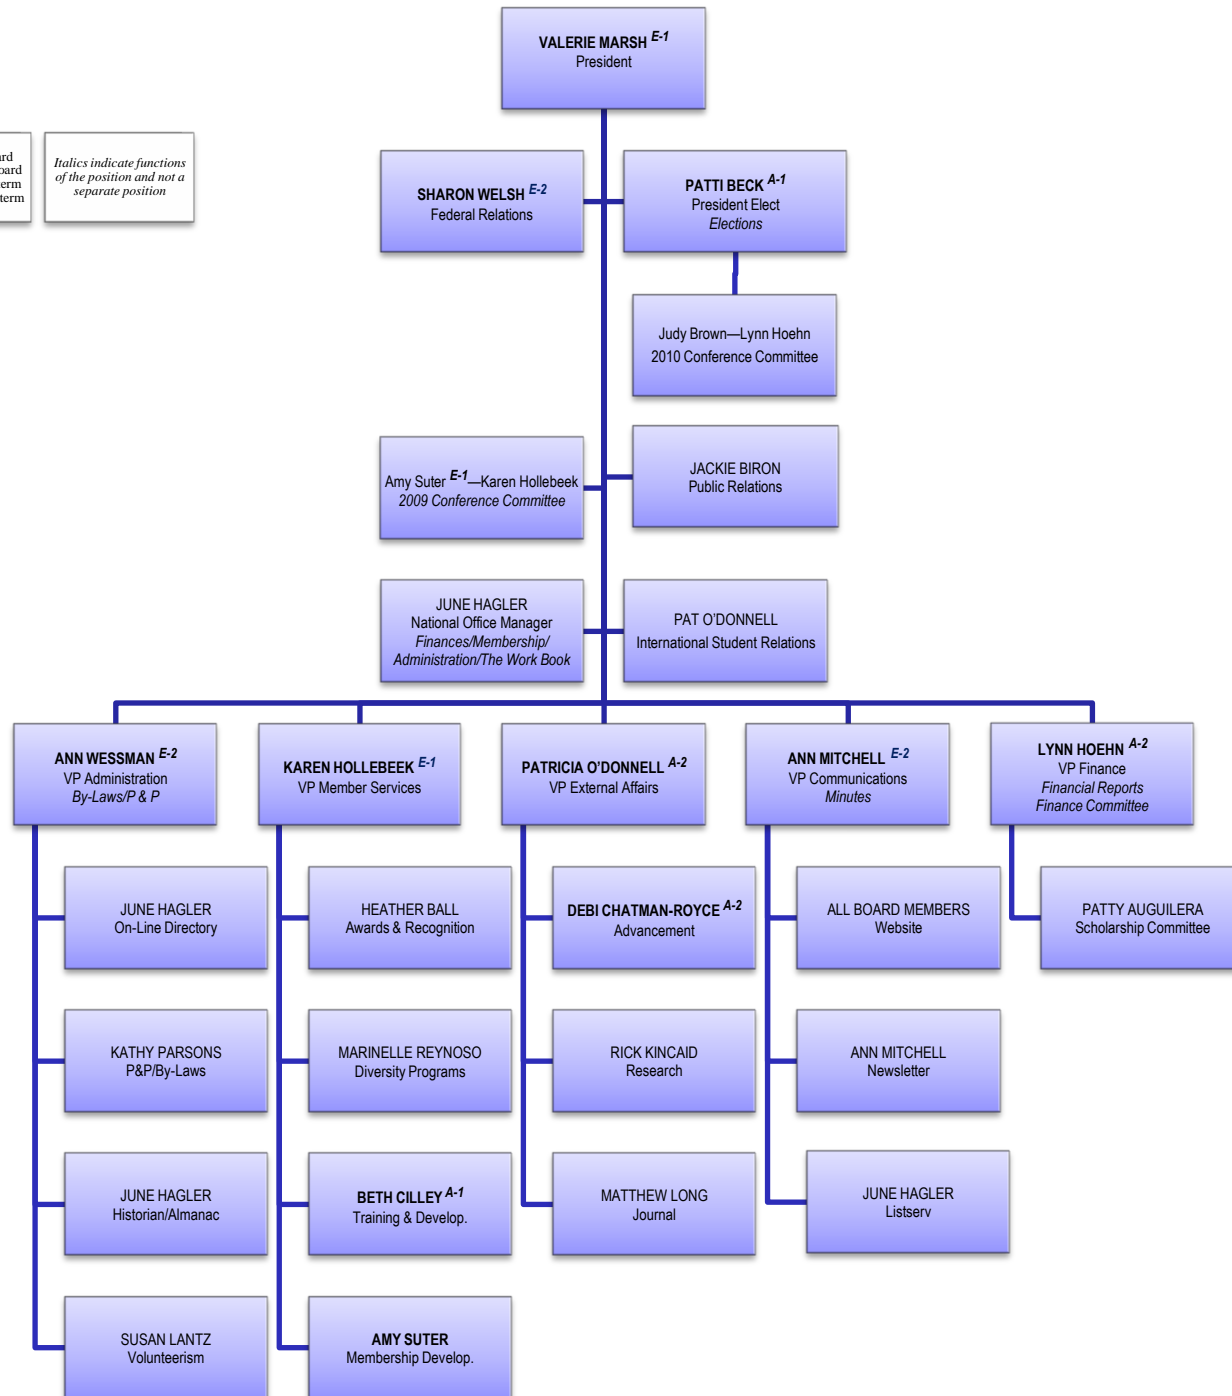 VALERIE MARSH E-1
President
ard
oard
erm
term
Italics indicate functions
of the position and not a
separate position
SHARON WELSH E-2
Federal Relations
PATTI BECK A-1
President Elect
Elections
Judy Brown—Lynn Hoehn
2010 Conference Committee
Amy Suter E-1—Karen Hollebeek
2009 Conference Committee
JACKIE BIRON
Public Relations
JUNE HAGLER
National Office Manager
Finances/Membership/
Administration/The Work Book
PAT O'DONNELL
International Student Relations
ANN WESSMAN E-2
VP Administration
By-Laws/P & P
KAREN HOLLEBEEK E-1
VP Member Services
PATRICIA O'DONNELL A-2
VP External Affairs
ANN MITCHELL E-2
VP Communications
Minutes
LYNN HOEHN A-2
VP Finance
Financial Reports
Finance Committee
JUNE HAGLER
On-Line Directory
HEATHER BALL
Awards & Recognition
DEBI CHATMAN-ROYCE A-2
Advancement
ALL BOARD MEMBERS
Website
PATTY AUGUILERA
Scholarship Committee
KATHY PARSONS
P&P/By-Laws
MARINELLE REYNOSO
Diversity Programs
RICK KINCAID
Research
ANN MITCHELL
Newsletter
JUNE HAGLER
Historian/Almanac
BETH CILLEY A-1
Training & Develop.
MATTHEW LONG
Journal
JUNE HAGLER
Listserv
SUSAN LANTZ
Volunteerism
AMY SUTER
Membership Develop.